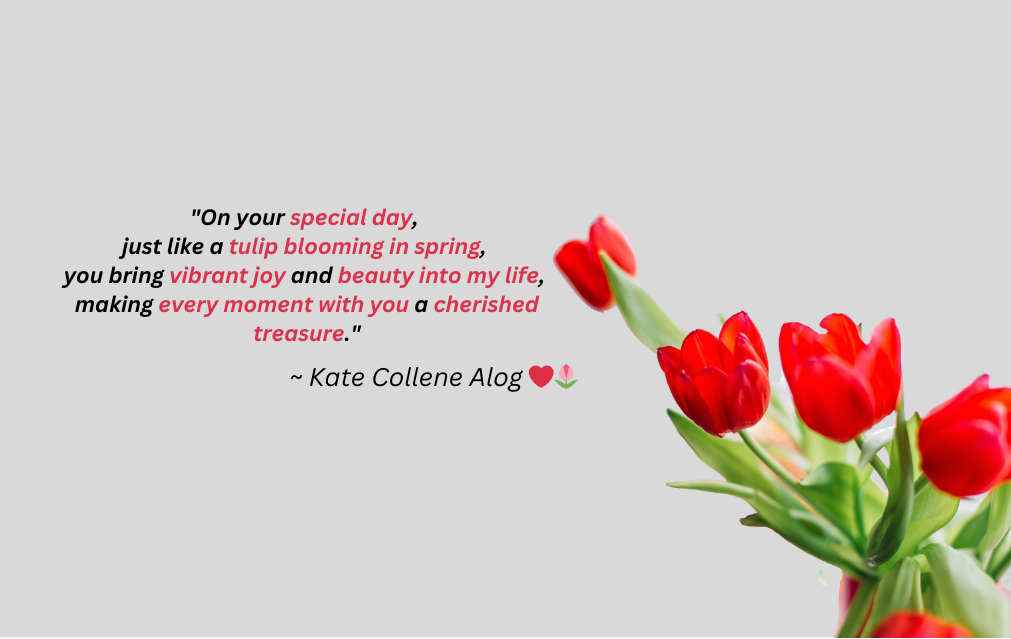 "On your special day,
just like a tulip blooming in spring,
you bring vibrant joy and beauty into my life,
making every moment with you a cherished
treasure."
~ Kate Collene Alog ❤️🌷